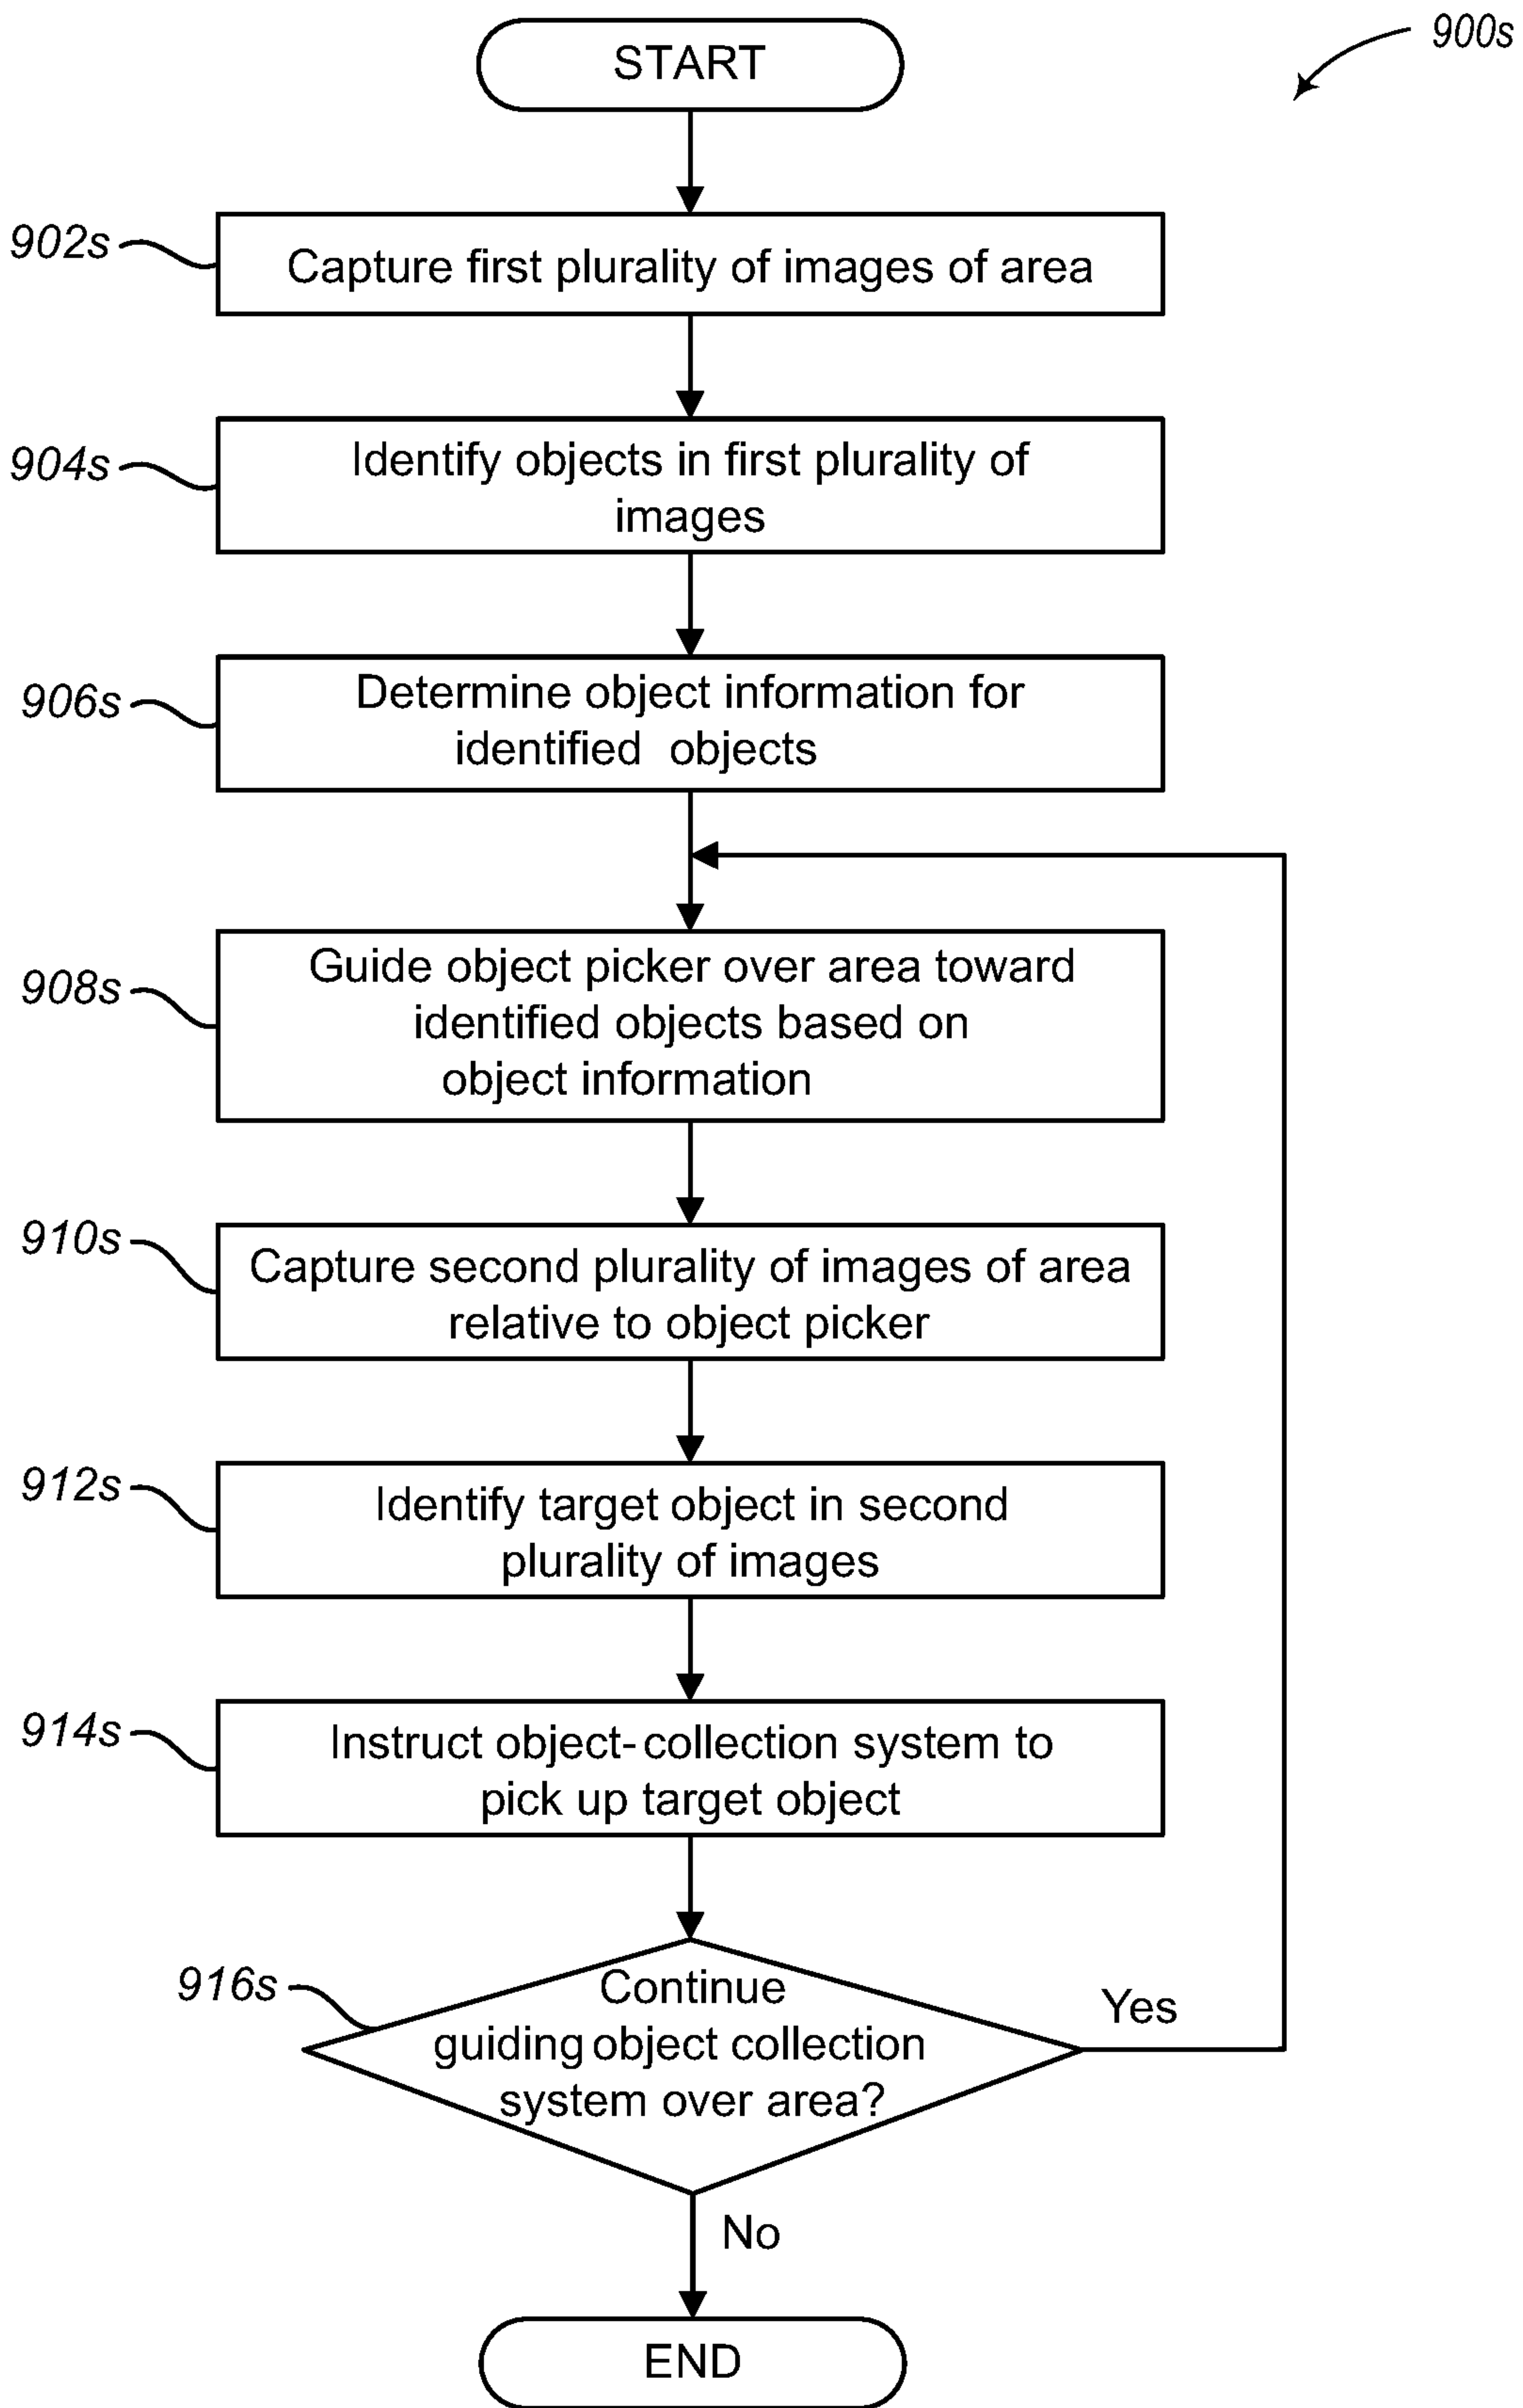 900s
START
902s
Capture first plurality of images of area
904s
Identify objects in first plurality of
images
906s
Determine object information for
identified objects
908s
Guide object picker over area toward
identified objects based on
object information
910s
Capture second plurality of images of area
relative to object picker
912s
Identify target object in second
plurality of images
914s
Instruct object-collection system to
pick up target object
916s
Continue
guiding object collection
system over area?
Yes
No
END